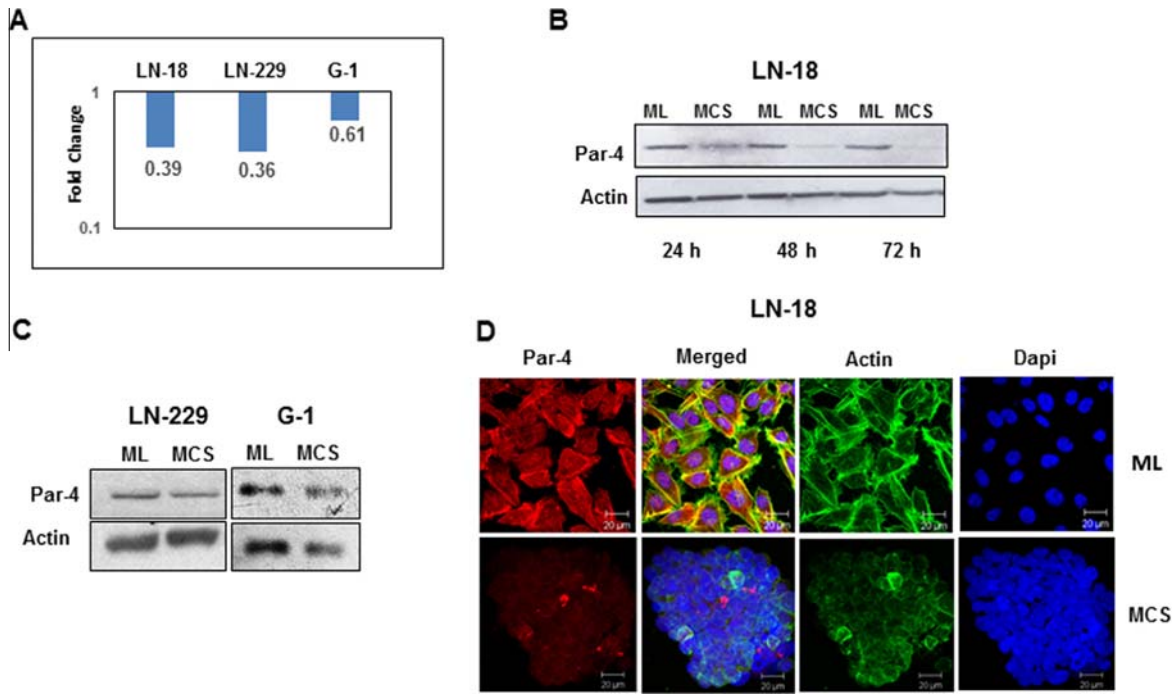 A
LN-18 LN-229 G-1
1
0.61
0.39 0.36
Fold Change
0.1
B
LN-18
ML MCS ML MCS ML MCS
Par-4
Actin
24 h 48 h 72 h
C
LN-229 G-1
ML MCS ML MCS
Par-4
Actin
LN-18
D
Par-4 Merged Actin Dapi
20 µm 20 µm 20 µm 20 µm
ML
20 µm 20 µm 20 µm 20 µm
MCS